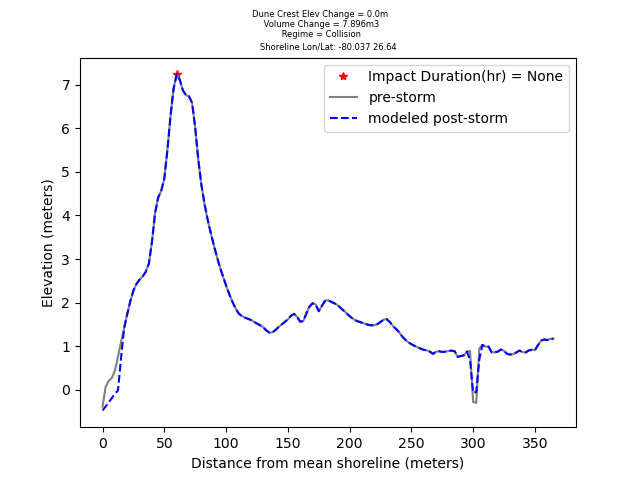 Dune Crest Elev Change = 0.0m
Volume Change = 7.896m3
Regime = Collision
Shoreline Lon/Lat: -80.037 26.64
Impact Duration(hr) = None
pre-storm
modeled post-storm
Elevation (meters)
7
6
5
4
3
2
1
0
0 50 100 150 200 250 300 350
Distance from mean shoreline (meters)